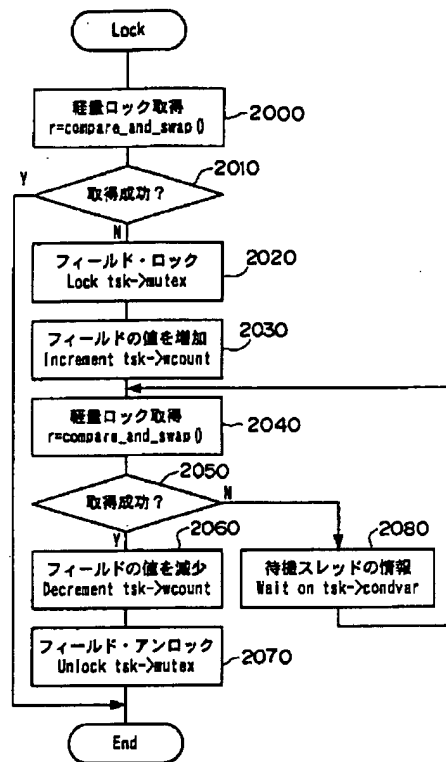 Lock
軽量ロック取得
r=compare_and_swap()
2000
2010
Y
取得成功?
N
フィールド・ロック
Lock tsk->mutex
2020
フィールドの値を増加
Increment tsk->wcount
2030
軽量ロック取得
r=compare_and_swap()
2040
2050
取得成功?
N
Y
2060
2080
フィールドの値を減少
Decrement tsk->wcount
待機スレッドの情報
Wait on tsk->condvar
フィールド・アンロック
Unlock tsk->mutex
2070
End